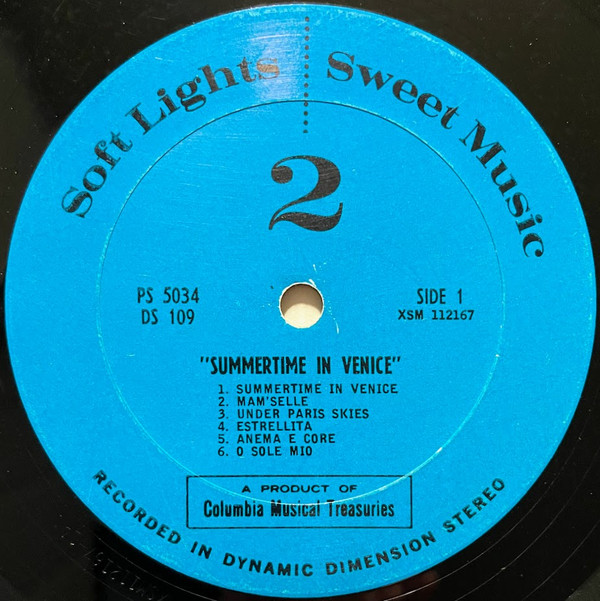 Soft Lights Sweet Music
2
PS 5034
DS 109
SIDE 1
XSM 112167
"SUMMERTIME IN VENICE"
1. SUMMERTIME IN VENICE
2. MAM'SELLE
3. UNDER PARIS SKIES
4. ESTRELLITA
5. ANEMA E CORE
6. O SOLE MIO
A PRODUCT OF
Columbia Musical Treasuries
RECORDED IN DYNAMIC DIMENSION STEREO